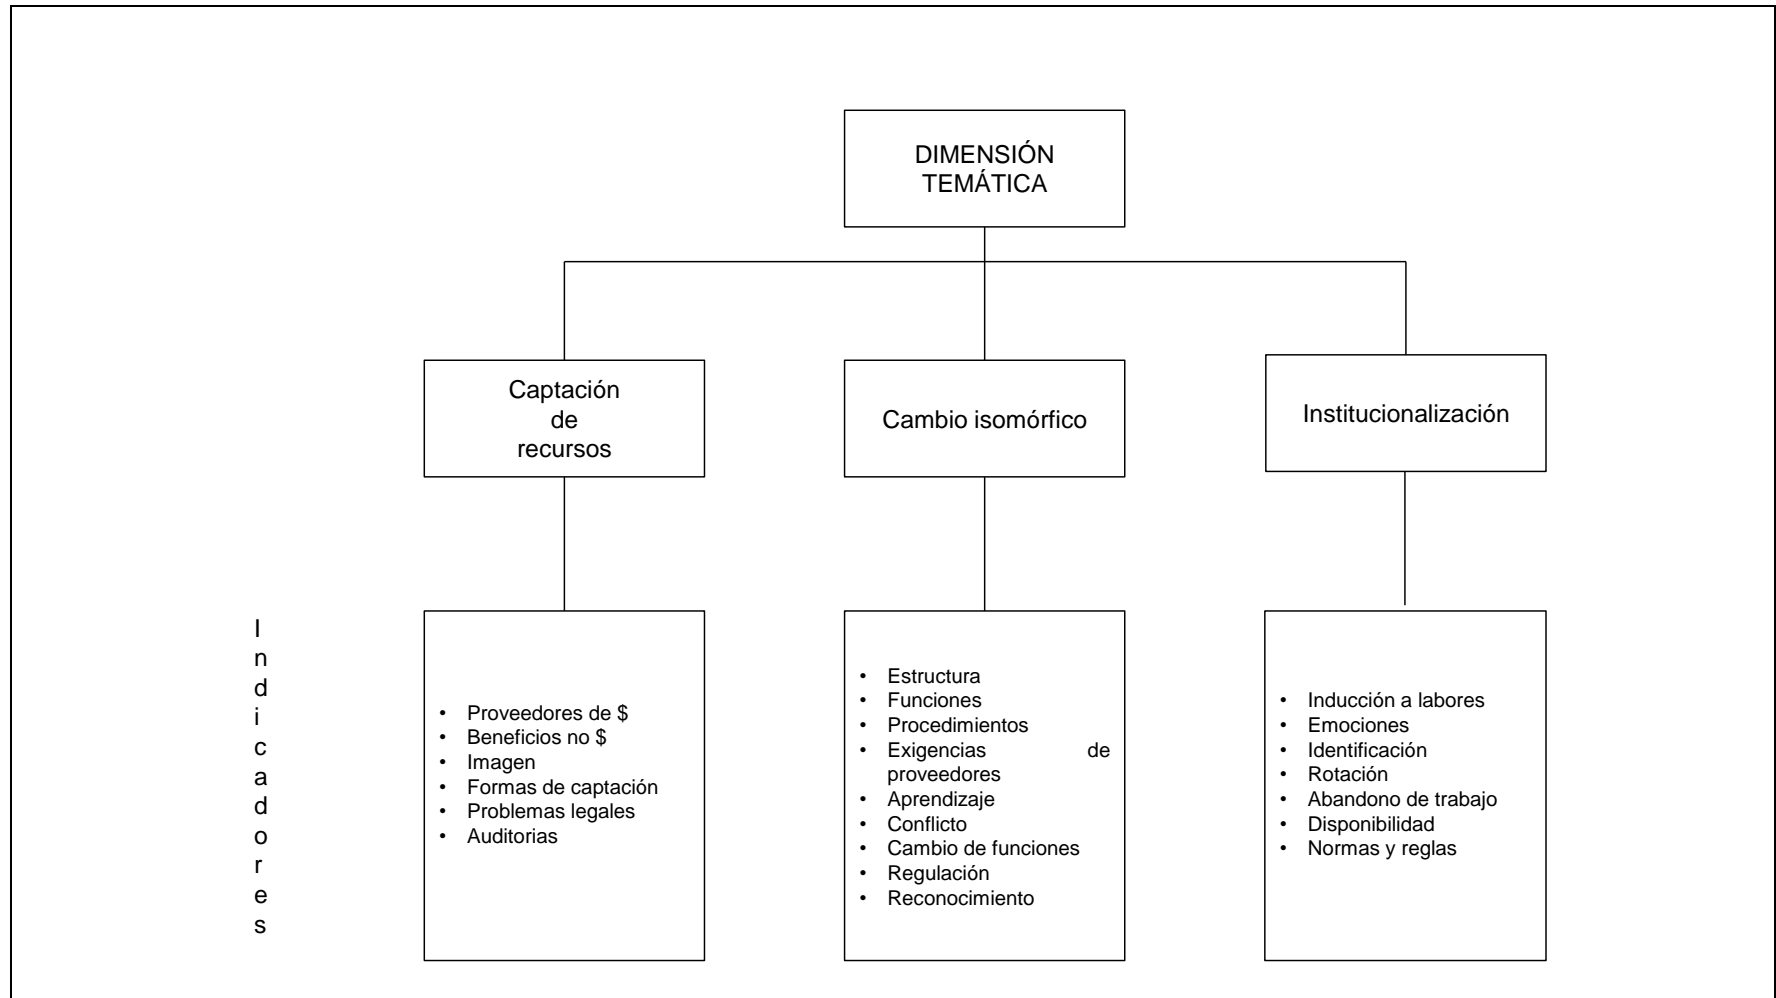 DIMENSIÓN
TEMÁTICA
Captación
de
recursos
Cambio isomórfico
Institucionalización
I
n
d
i
c
a
d
o
r
e
s
• Proveedores de $
• Beneficios no $
• Imagen
• Formas de captación
• Problemas legales
• Auditorias
• Estructura
• Funciones
• Procedimientos
• Exigencias de
proveedores
• Aprendizaje
• Conflicto
• Cambio de funciones
• Regulación
• Reconocimiento
• Inducción a labores
• Emociones
• Identificación
• Rotación
• Abandono de trabajo
• Disponibilidad
• Normas y reglas